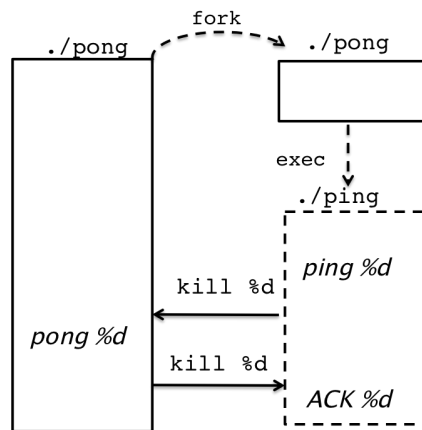 fork
./pong
./pong
exec
./ping
ping %d
kill %d
pong %d
kill %d
ACK %d